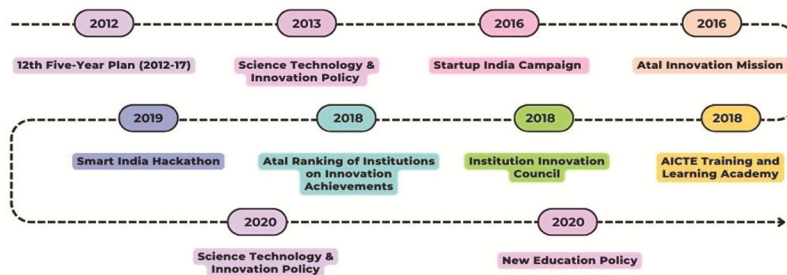 2012
2013
2016
2016
12th Five-Year Plan (2012-17)
Science Technology &
Innovation Policy
Startup India Campaign
Atal Innovation Mission
2019
2018
2018
2018
Smart India Hackathon
Atal Ranking of Institutions
on Innovation
Achievements
Institution Innovation
Council
AICTE Training and
Learning Academy
2020
2020
Science Technology &
Innovation Policy
New Education Policy